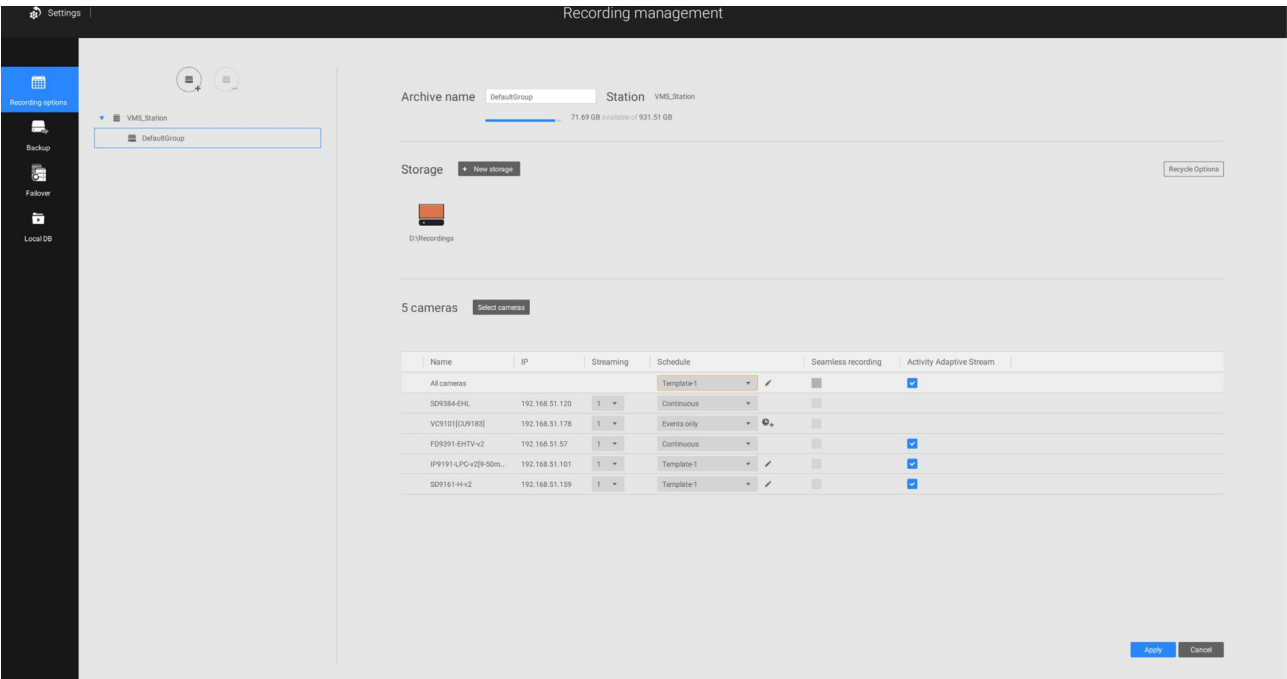 Settings
Recording management
Recording options
Backup
Failover
Local DB
VMS_Station
DefaultGroup
Archive name DefaultGroup Station VMS_Station
71.69 GB available of 931.51 GB
Storage + New storage Recycle Options
D:\Recordings
5 cameras Select cameras
Name IP Streaming Schedule Seamless recording Activity Adaptive Stream
All cameras Template-1
SD9384-EHL 192.168.51.120 1 Continuous
VC9101[CU9183] 192.168.51.178 1 Events only
FD9391-EHTV-v2 192.168.51.57 1 Continuous
IP9191-LPC-v2[9-50m... 192.168.51.101 1 Template-1
SD9161-H-v2 192.168.51.159 1 Template-1
Apply Cancel